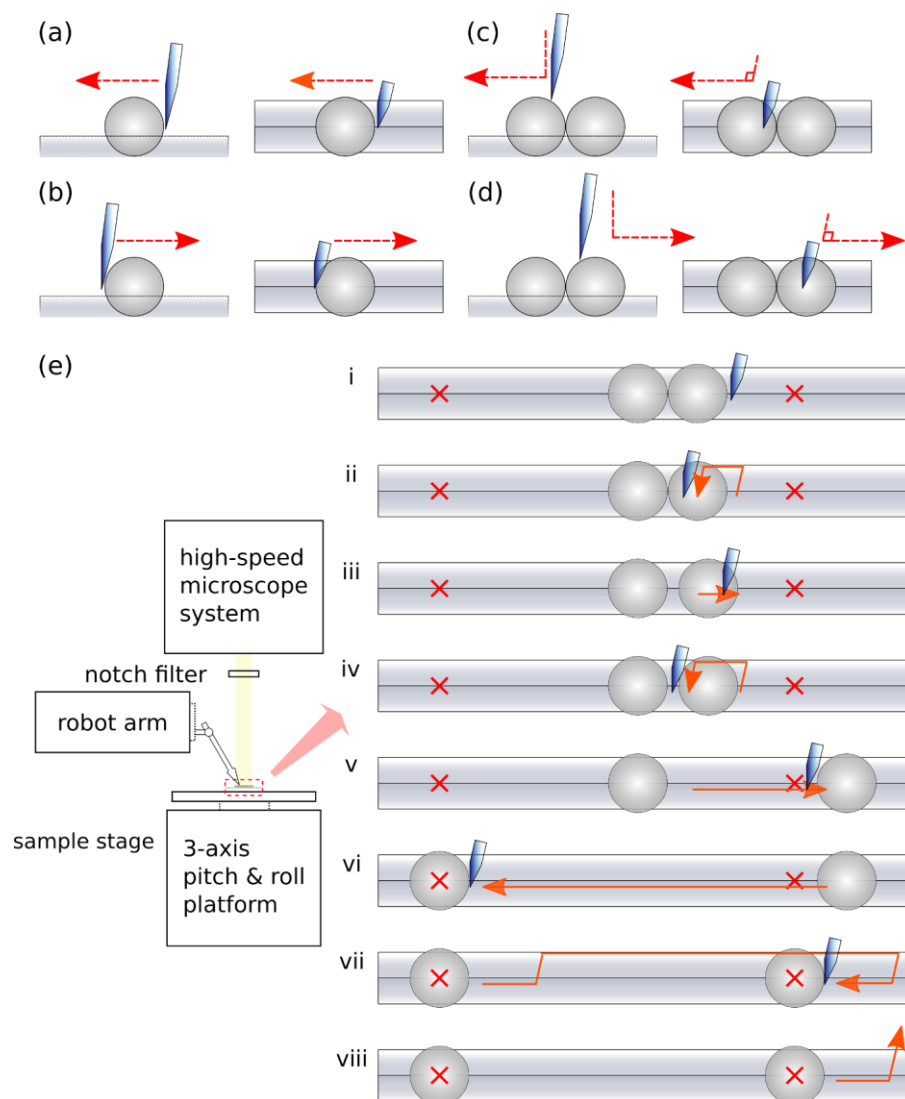 (a)
(c)
(b)
(d)
(e)
i
ii
iii
iv
v
vi
vii
viii
high-speed
microscope
system
notch filter
robot arm
sample stage
3-axis
pitch & roll
platform